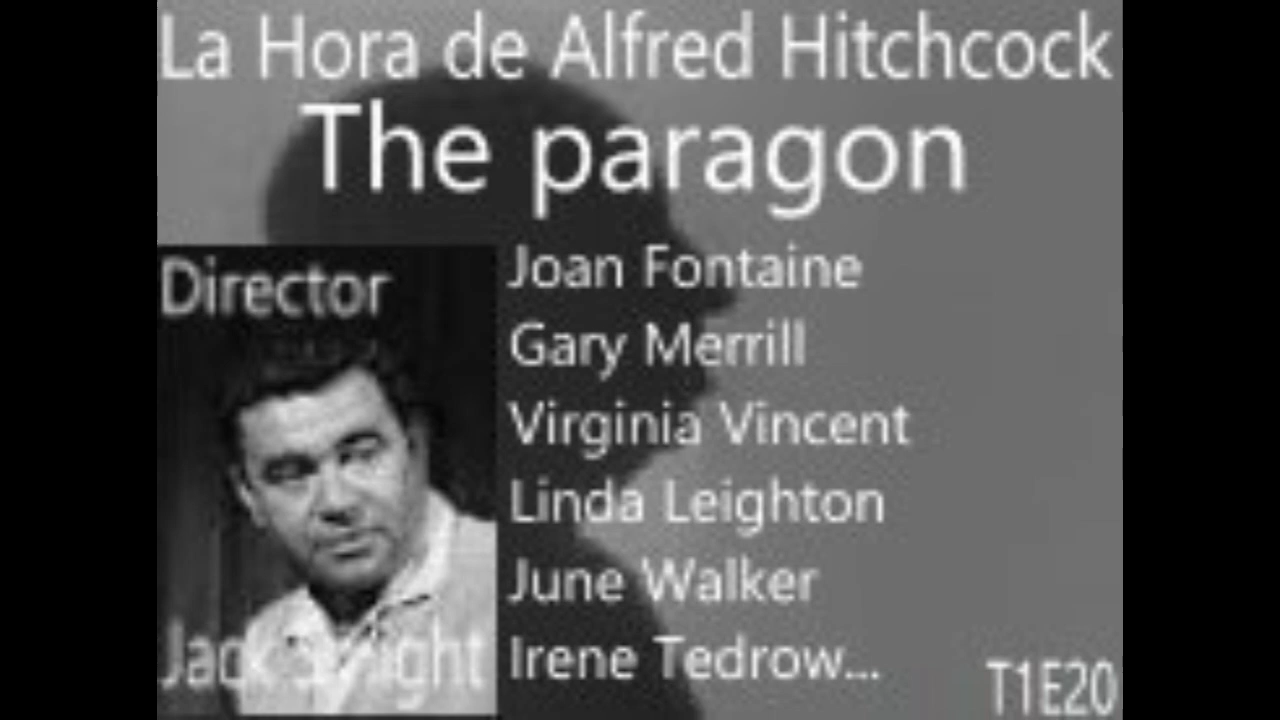 La Hora de Alfred Hitchcock
The paragon
Director
Joan Fontaine
Gary Merrill
Virginia Vincent
Linda Leighton
June Walker
Irene Tedrow...
Jack
T1E20